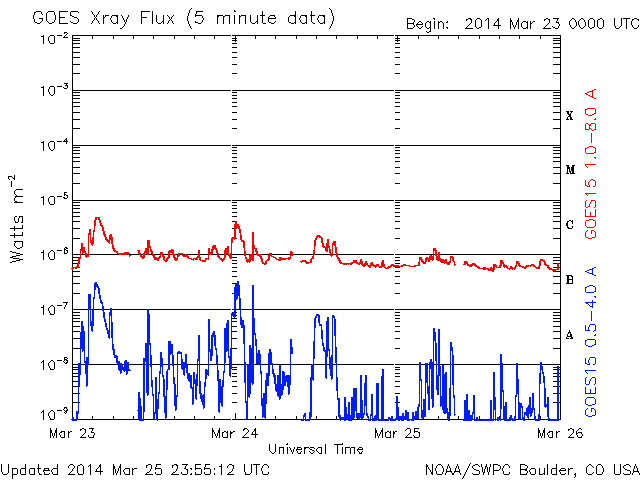 GOES Xray Flux (5 minute data)
Begin: 2014 Mar 23 0000 UTC
10⁻²
10⁻³
10⁻⁴
10⁻⁵
10⁻⁶
10⁻⁷
10⁻⁸
10⁻⁹
Watts m⁻²
X
M
C
B
A
GOES15 1.0−8.0 A
GOES15 0.5−4.0 A
Mar 23
Mar 24
Mar 25
Mar 26
Universal Time
Updated 2014 Mar 25 23:55:12 UTC
NOAA/SWPC Boulder, CO USA